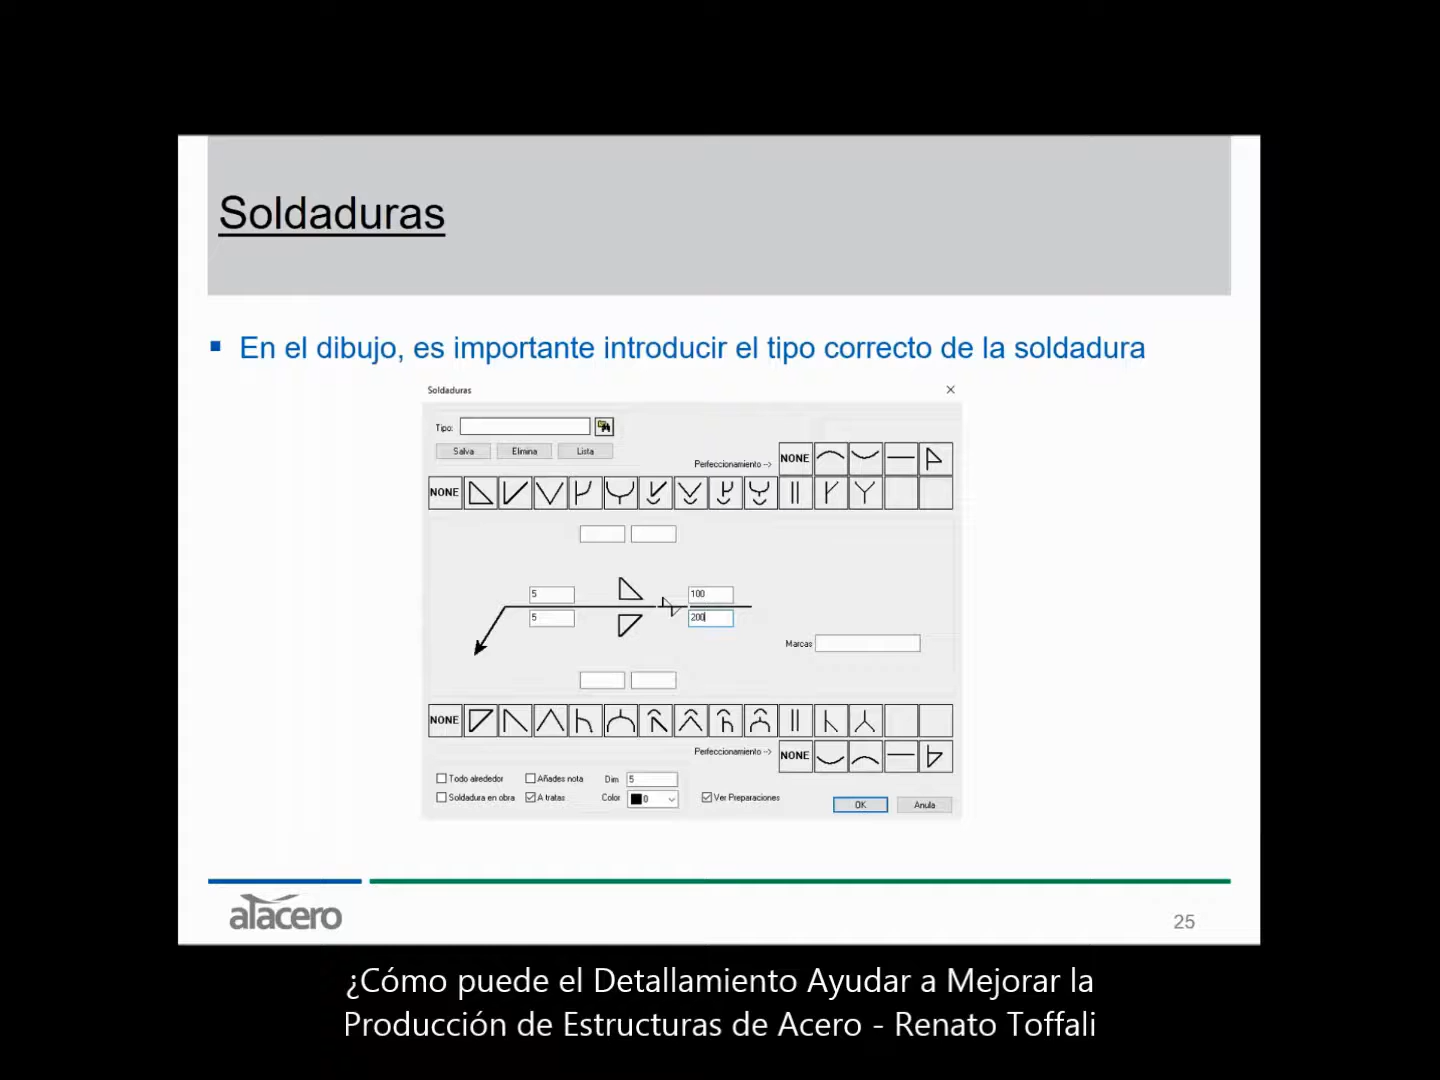 Soldaduras
En el dibujo, es importante introducir el tipo correcto de la soldadura
Soldaduras
Tipo:
Salva Elimina Lista
Perfeccionamiento --> NONE
NONE
5 100
5 200
Marcas
NONE
Perfeccionamiento --> NONE
Todo alrededor Añades nota Dim 5
Soldadura en obra A tratas Color 0 Ver Preparaciones OK Anula
alacero
25
¿Cómo puede el Detallamiento Ayudar a Mejorar la
Producción de Estructuras de Acero - Renato Toffali